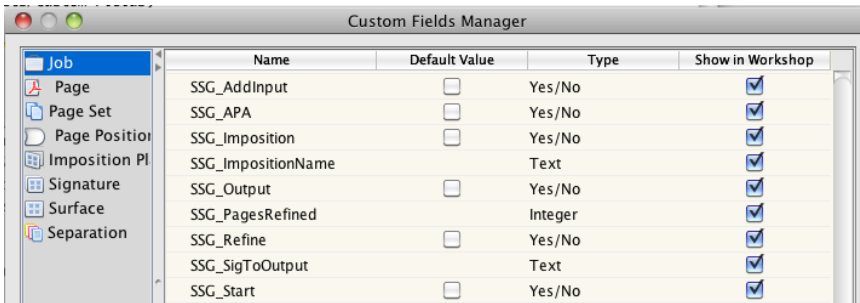 Custom Fields Manager
Job
Page
Page Set
Page Position
Imposition Pl
Signature
Surface
Separation
Name Default Value Type Show in Workshop
SSG_AddInput Yes/No
SSG_APA Yes/No
SSG_Imposition Yes/No
SSG_ImpositionName Text
SSG_Output Yes/No
SSG_PagesRefined Integer
SSG_Refine Yes/No
SSG_SigToOutput Text
SSG_Start Yes/No